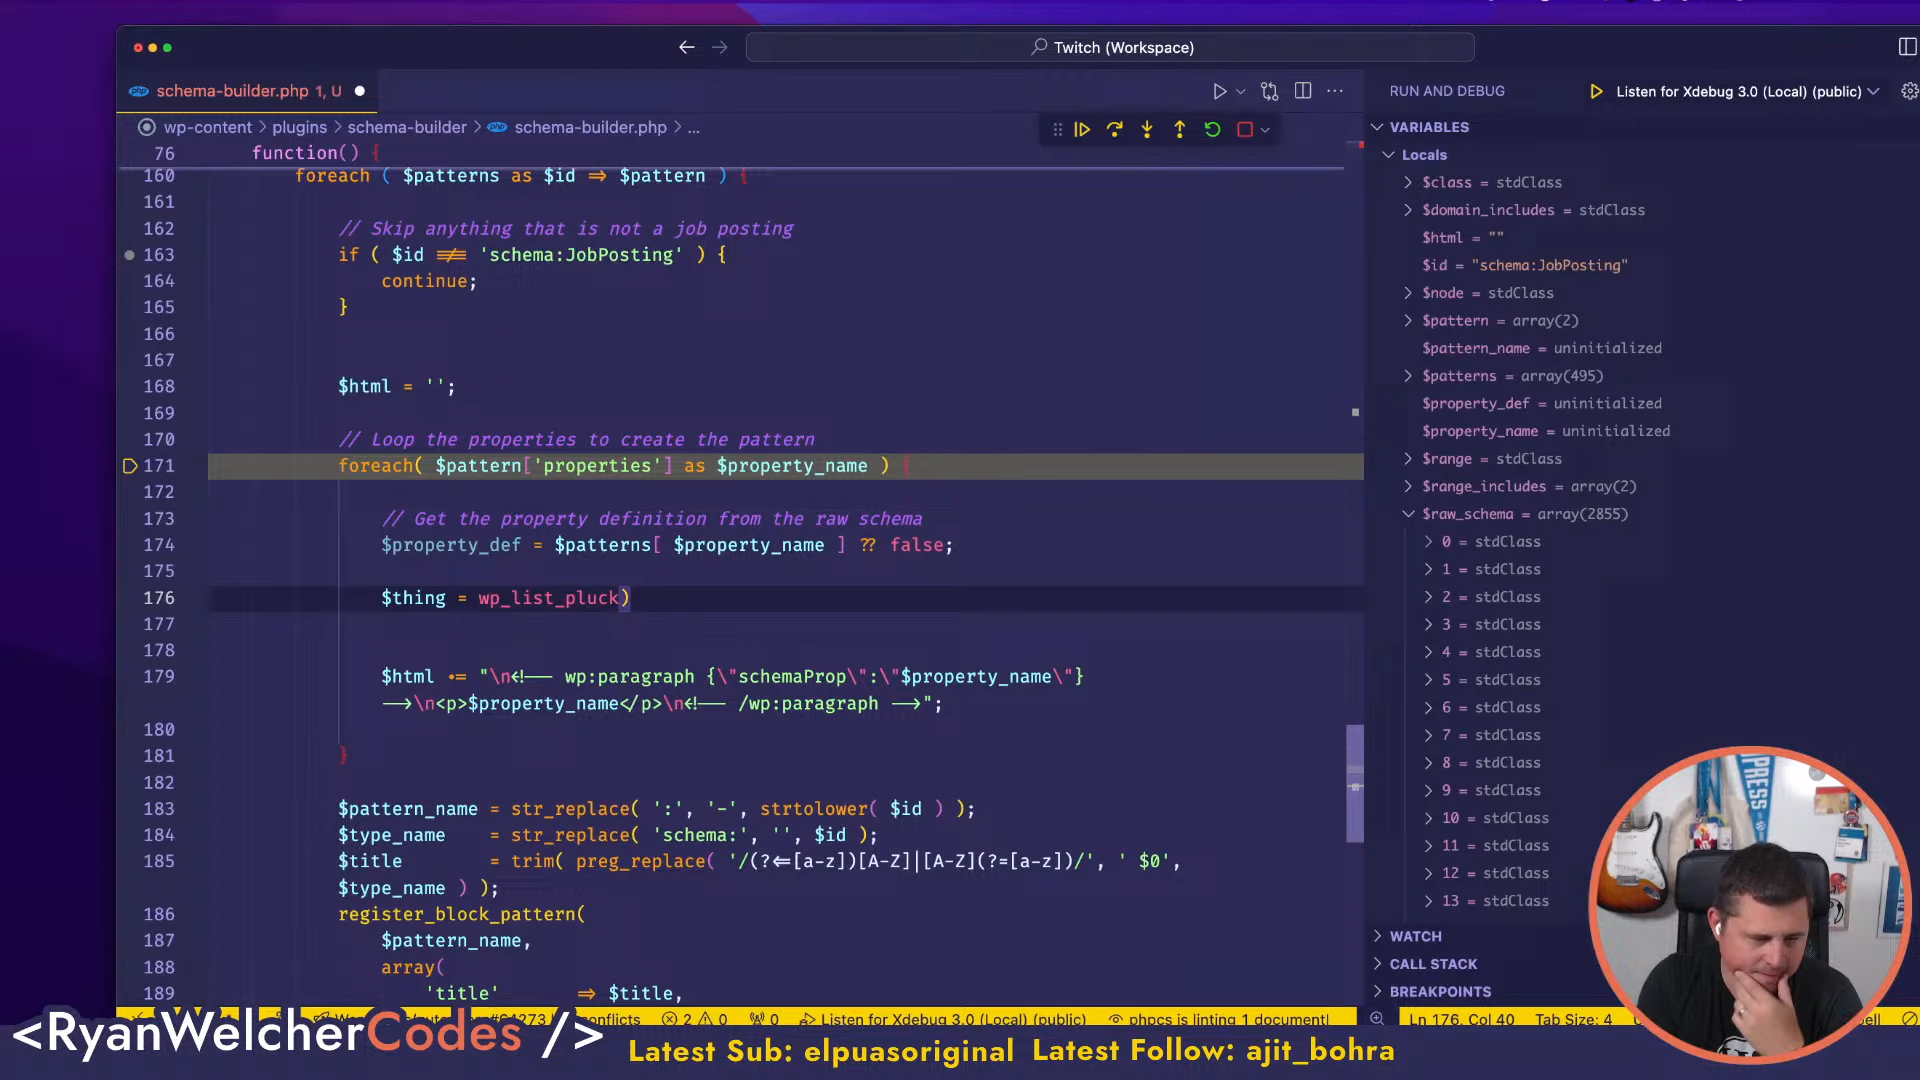 Twitch (Workspace)
schema-builder.php 1, U
RUN AND DEBUG
Listen for Xdebug 3.0 (Local) (public)
wp-content > plugins > schema-builder > schema-builder.php > ...
76 function() {
160 foreach ( $patterns as $id => $pattern ) {
161
162 // Skip anything that is not a job posting
163 if ( $id !== 'schema:JobPosting' ) {
164 continue;
165 }
166
167
168 $html = '';
169
170 // Loop the properties to create the pattern
171 foreach( $pattern['properties'] as $property_name ) {
172
173 // Get the property definition from the raw schema
174 $property_def = $patterns[ $property_name ] ?? false;
175
176 $thing = wp_list_pluck)
177
178
179 $html .= "\n<!-- wp:paragraph {\"schemaProp\":\"$property_name\"}
-->\n<p>$property_name</p>\n<!-- /wp:paragraph -->";
180
181 }
182
183 $pattern_name = str_replace( ':', '-', strtolower( $id ) );
184 $type_name = str_replace( 'schema:', '', $id );
185 $title = trim( preg_replace( '/(?<=[a-z])[A-Z]|[A-Z](?=[a-z])/', ' $0',
$type_name ) );
186 register_block_pattern(
187 $pattern_name,
188 array(
189 'title' => $title,
VARIABLES
Locals
$class = stdClass
$domain_includes = stdClass
$html = ""
$id = "schema:JobPosting"
$node = stdClass
$pattern = array(2)
$pattern_name = uninitialized
$patterns = array(495)
$property_def = uninitialized
$property_name = uninitialized
$range = stdClass
$range_includes = array(2)
$raw_schema = array(2855)
0 = stdClass
1 = stdClass
2 = stdClass
3 = stdClass
4 = stdClass
5 = stdClass
6 = stdClass
7 = stdClass
8 = stdClass
9 = stdClass
10 = stdClass
11 = stdClass
12 = stdClass
13 = stdClass
WATCH
CALL STACK
BREAKPOINTS
2 0 0 Listen for Xdebug 3.0 (Local) (public) phpcs is linting 1 document! Ln 176, Col 40 Tab Size: 4
<RyanWelcherCodes />
Latest Sub: elpuasoriginal Latest Follow: ajit_bohra